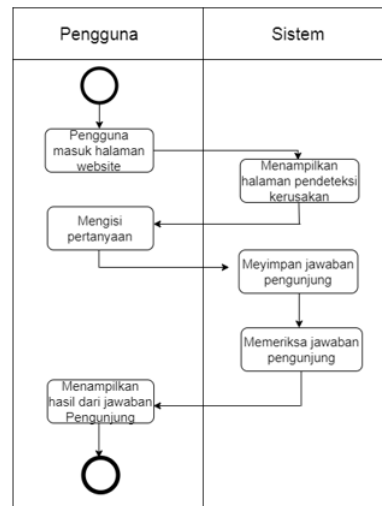 Pengguna
Sistem
Pengguna
masuk halaman
website
Menampilkan
halaman pendeteksi
kerusakan
Mengisi
pertanyaan
Meyimpan jawaban
pengunjung
Memeriksa jawaban
pengunjung
Menampilkan
hasil dari jawaban
Pengunjung